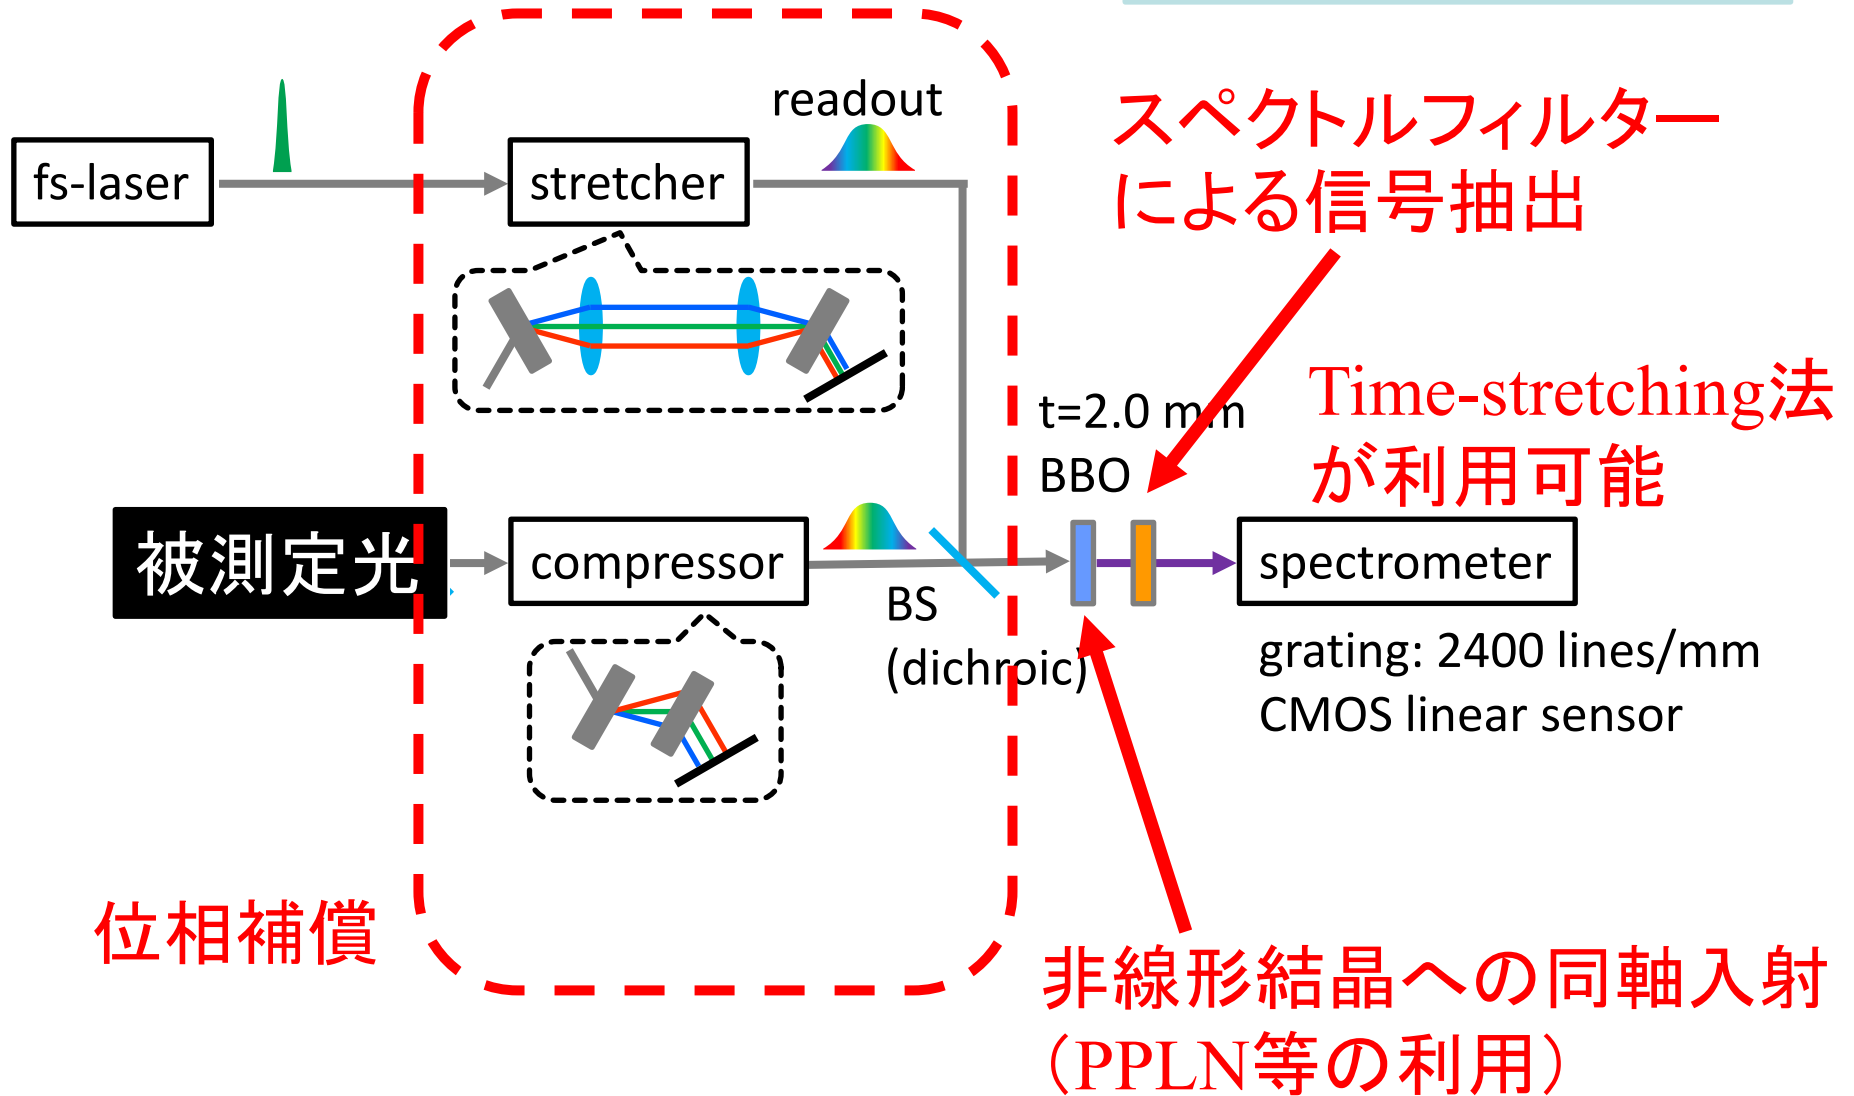 readout
スペクトルフィルター
による信号抽出
fs-laser
stretcher
t=2.0 mm
BBO
Time-stretching法
が利用可能
被測定光
compressor
BS
(dichroic)
spectrometer
grating: 2400 lines/mm
CMOS linear sensor
位相補償
非線形結晶への同軸入射
（PPLN等の利用）